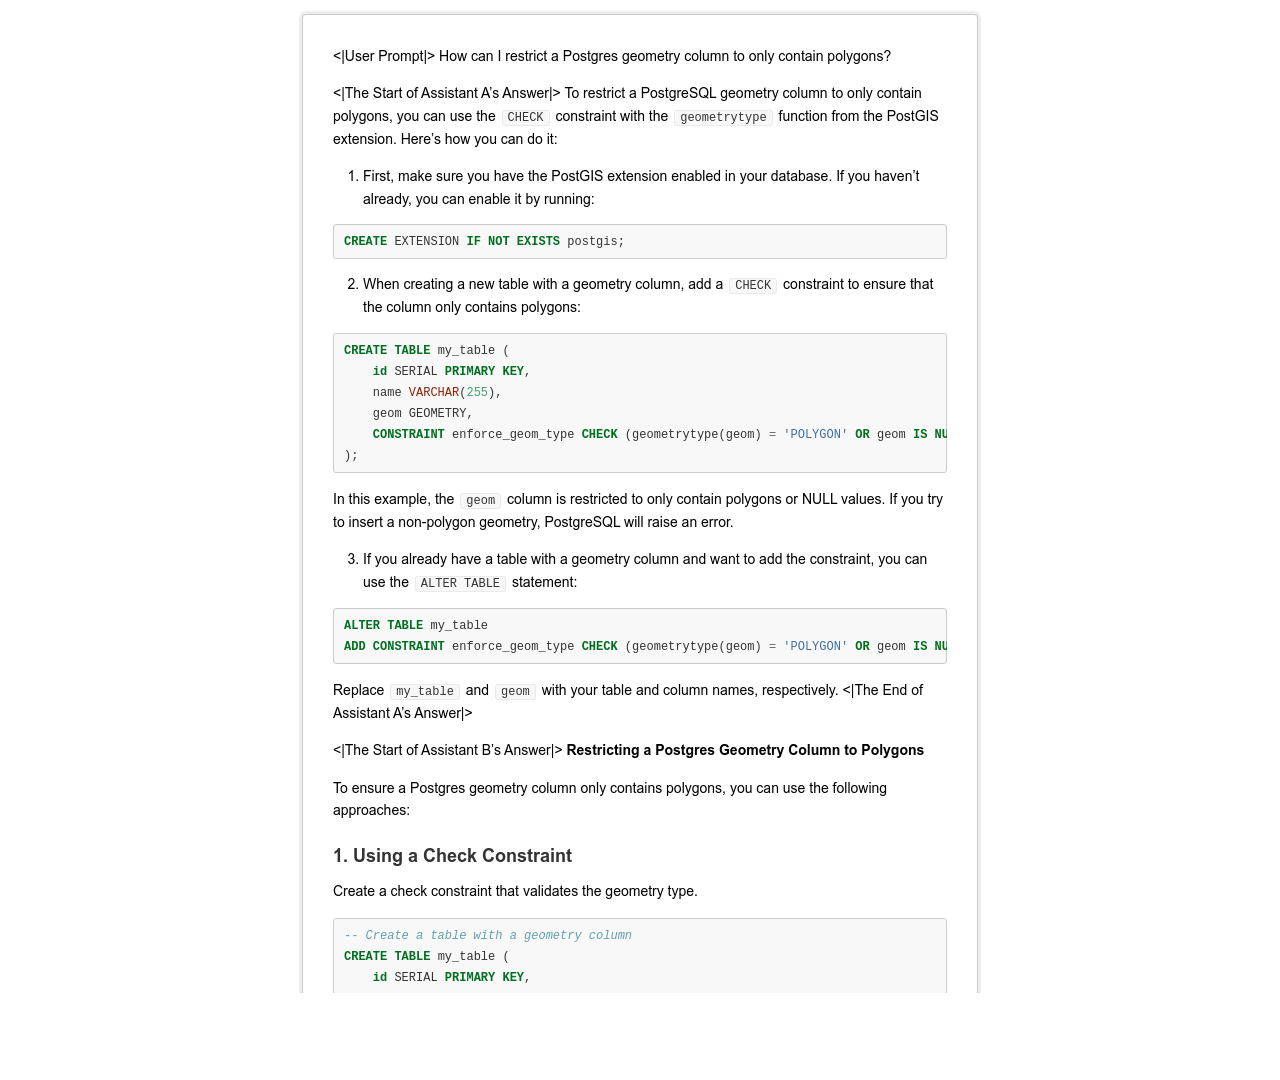 <|User Prompt|> How can I restrict a Postgres geometry column to only contain polygons?
<|The Start of Assistant A’s Answer|> To restrict a PostgreSQL geometry column to only contain
polygons, you can use the CHECK constraint with the geometrytype function from the PostGIS
extension. Here’s how you can do it:
1. First, make sure you have the PostGIS extension enabled in your database. If you haven’t
already, you can enable it by running:
CREATE EXTENSION IF NOT EXISTS postgis;
2. When creating a new table with a geometry column, add a CHECK constraint to ensure that
the column only contains polygons:
CREATE TABLE my_table (
    id SERIAL PRIMARY KEY,
    name VARCHAR(255),
    geom GEOMETRY,
    CONSTRAINT enforce_geom_type CHECK (geometrytype(geom) = 'POLYGON' OR geom IS NU
);
In this example, the geom column is restricted to only contain polygons or NULL values. If you try
to insert a non-polygon geometry, PostgreSQL will raise an error.
3. If you already have a table with a geometry column and want to add the constraint, you can
use the ALTER TABLE statement:
ALTER TABLE my_table
ADD CONSTRAINT enforce_geom_type CHECK (geometrytype(geom) = 'POLYGON' OR geom IS NU
Replace my_table and geom with your table and column names, respectively. <|The End of
Assistant A’s Answer|>
<|The Start of Assistant B’s Answer|> Restricting a Postgres Geometry Column to Polygons
To ensure a Postgres geometry column only contains polygons, you can use the following
approaches:
1. Using a Check Constraint
Create a check constraint that validates the geometry type.
-- Create a table with a geometry column
CREATE TABLE my_table (
    id SERIAL PRIMARY KEY,